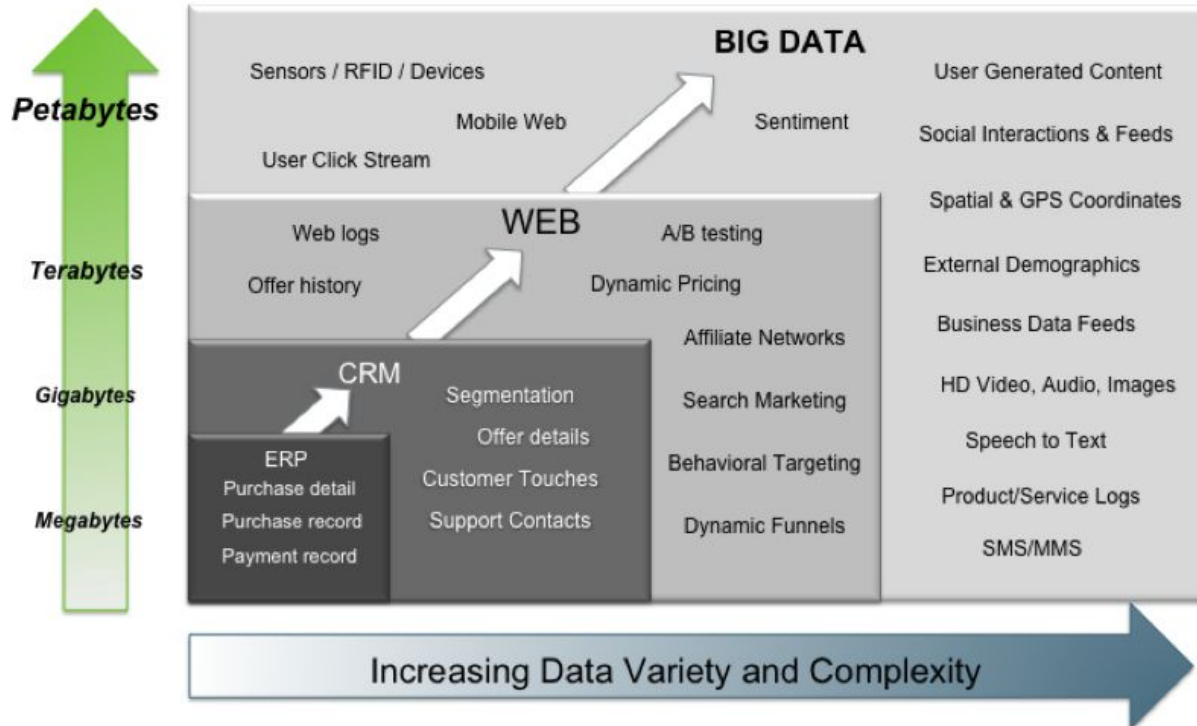 BIG DATA
Sensors / RFID / Devices
User Generated Content
Petabytes
Mobile Web
Sentiment
Social Interactions & Feeds
User Click Stream
Spatial & GPS Coordinates
WEB
Web logs
A/B testing
Terabytes
External Demographics
Offer history
Dynamic Pricing
Business Data Feeds
Affiliate Networks
CRM
Gigabytes
Segmentation
Search Marketing
HD Video, Audio, Images
Offer details
Speech to Text
ERP
Behavioral Targeting
Customer Touches
Purchase detail
Product/Service Logs
Megabytes
Purchase record
Support Contacts
Dynamic Funnels
SMS/MMS
Payment record
Increasing Data Variety and Complexity